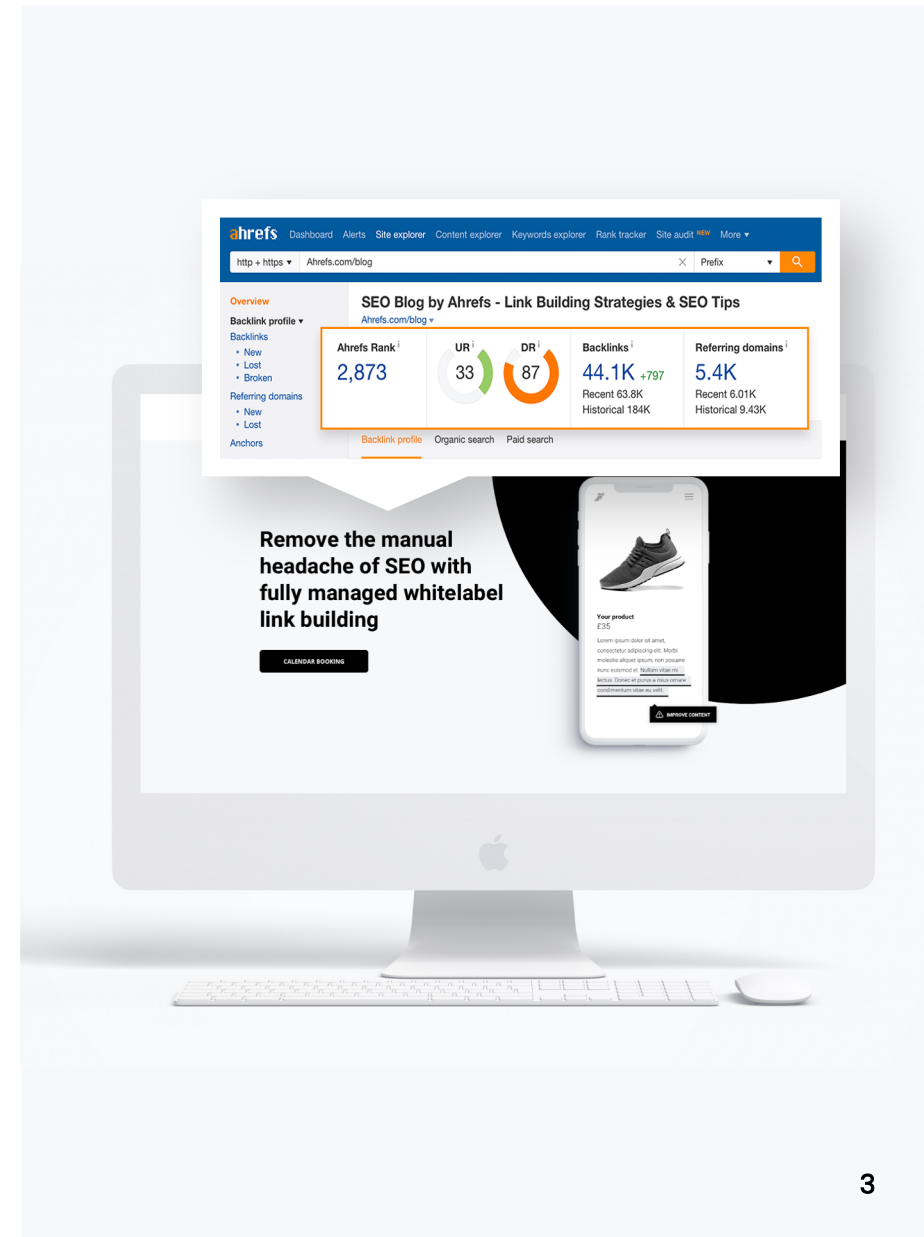 ahrefs Dashboard Alerts Site explorer Content explorer Keywords explorer Rank tracker Site audit NEW More
http + https Ahrefs.com/blog Prefix
Overview
Backlink profile
Backlinks
New
Lost
Broken
Referring domains
New
Lost
Anchors
SEO Blog by Ahrefs - Link Building Strategies & SEO Tips
Ahrefs.com/blog
Ahrefs Rank i
2,873
UR i
33
DR i
87
Backlinks i
44.1K +797
Recent 63.8K
Historical 184K
Referring domains i
5.4K
Recent 6.01K
Historical 9.43K
Backlink profile Organic search Paid search
Remove the manual
headache of SEO with
fully managed whitelabel
link building
CALENDAR BOOKING
Your product
£35
Lorem ipsum dolor sit amet,
consectetur adipiscing elit. Morbi
molestie aliquet ipsum, non posuere
nunc euismod et. Nullam vitae mi
lectus. Donec et purus a risus ornare
condimentum vitae eu velit.
IMPROVE CONTENT
3